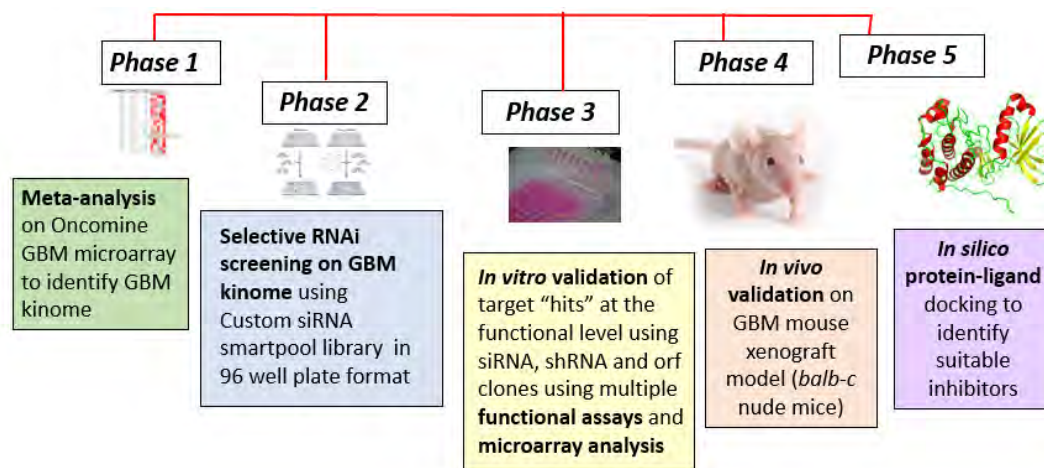 Phase 1
Phase 2
Phase 3
Phase 4
Phase 5
Meta-analysis
on Oncomine
GBM microarray
to identify GBM
kinome
Selective RNAi
screening on GBM
kinome using
Custom siRNA
smartpool library in
96 well plate format
In vitro validation of
target “hits” at the
functional level using
siRNA, shRNA and orf
clones using multiple
functional assays and
microarray analysis
In vivo
validation on
GBM mouse
xenograft
model (balb-c
nude mice)
In silico
protein-ligand
docking to
identify
suitable
inhibitors